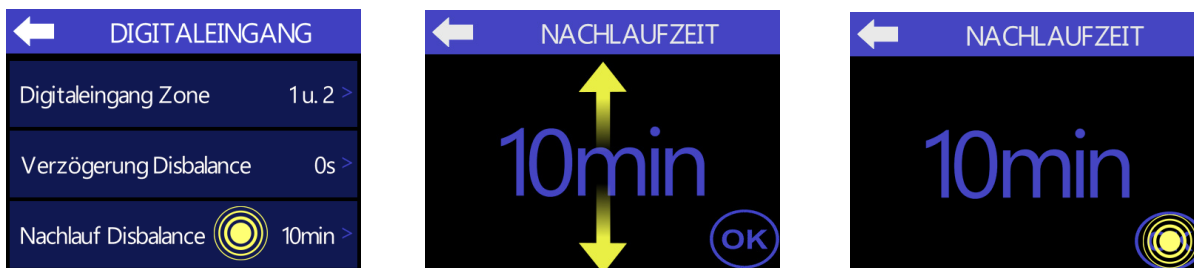 DIGITALEINGANG
Digitaleingang Zone 1 u. 2 >
Verzögerung Disbalance 0s >
Nachlauf Disbalance 10min >
NACHLAUFZEIT
10min
OK
NACHLAUFZEIT
10min